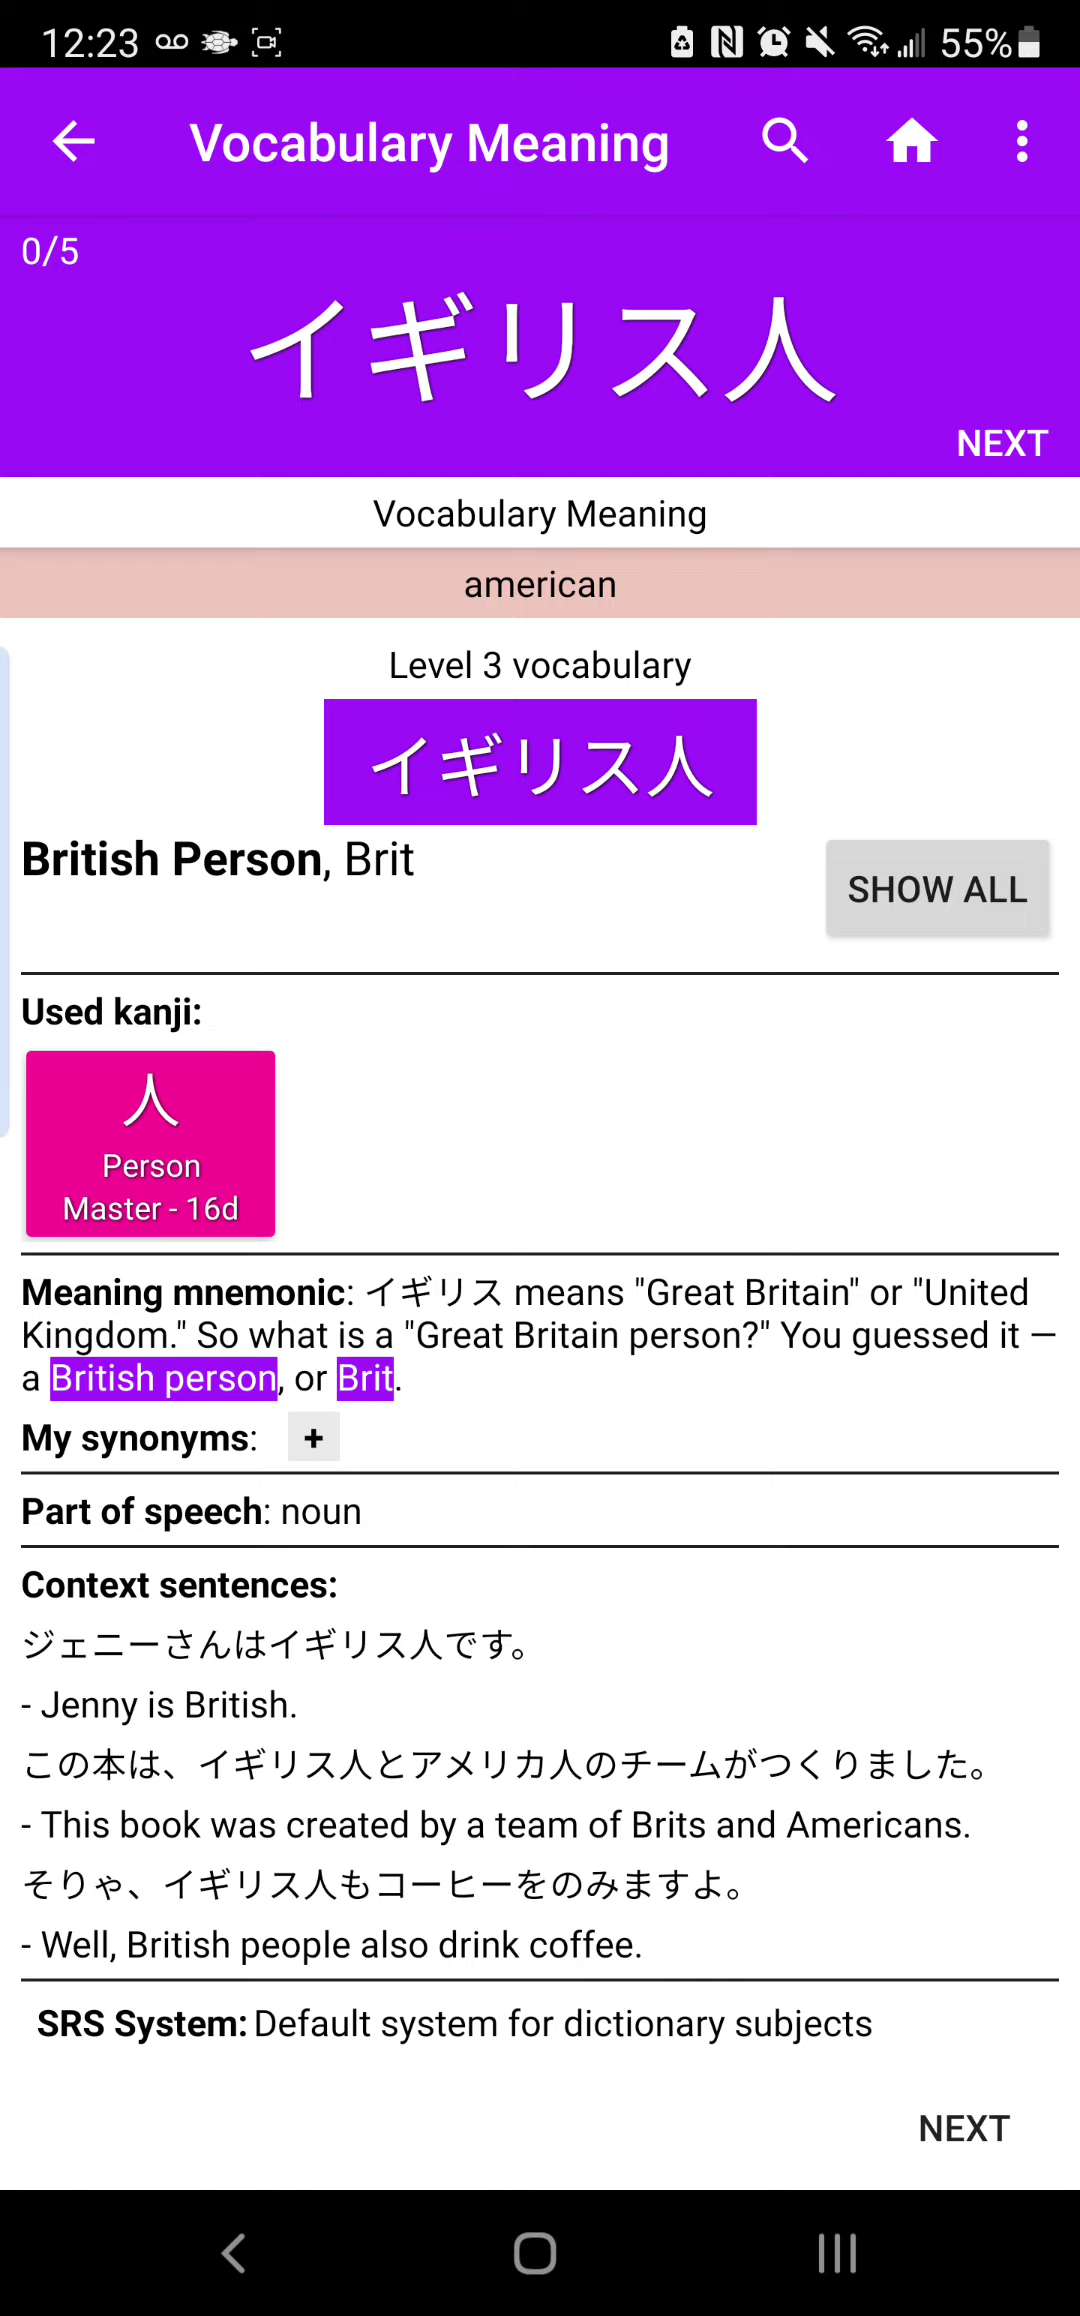 12:23
55%
Vocabulary Meaning
0/5
イギリス人
NEXT
Vocabulary Meaning
american
Level 3 vocabulary
イギリス人
British Person, Brit
SHOW ALL
Used kanji:
人
Person
Master - 16d
Meaning mnemonic: イギリス means "Great Britain" or "United
Kingdom." So what is a "Great Britain person?" You guessed it —
a British person, or Brit.
My synonyms: +
Part of speech: noun
Context sentences:
ジェニーさんはイギリス人です。
- Jenny is British.
この本は、イギリス人とアメリカ人のチームがつくりました。
- This book was created by a team of Brits and Americans.
そりゃ、イギリス人もコーヒーをのみますよ。
- Well, British people also drink coffee.
SRS System: Default system for dictionary subjects
NEXT